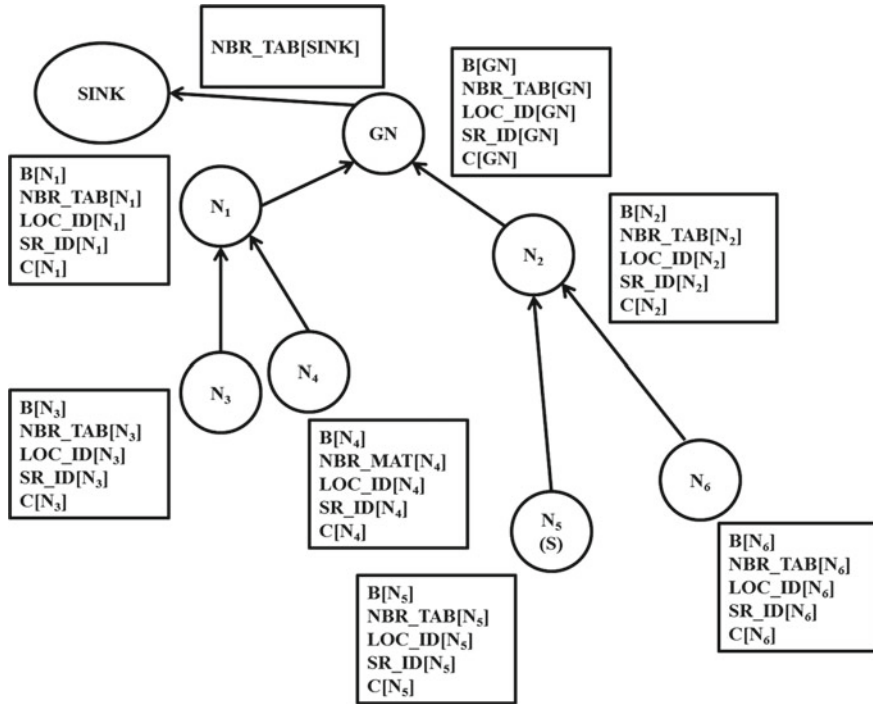 NBR_TAB[SINK]
SINK
B[GN]
NBR_TAB[GN]
LOC_ID[GN]
SR_ID[GN]
C[GN]
GN
B[N₁]
NBR_TAB[N₁]
LOC_ID[N₁]
SR_ID[N₁]
C[N₁]
N₁
N₂
B[N₂]
NBR_TAB[N₂]
LOC_ID[N₂]
SR_ID[N₂]
C[N₂]
N₃
N₄
B[N₃]
NBR_TAB[N₃]
LOC_ID[N₃]
SR_ID[N₃]
C[N₃]
B[N₄]
NBR_MAT[N₄]
LOC_ID[N₄]
SR_ID[N₄]
C[N₄]
N₅
(S)
N₆
B[N₅]
NBR_TAB[N₅]
LOC_ID[N₅]
SR_ID[N₅]
C[N₅]
B[N₆]
NBR_TAB[N₆]
LOC_ID[N₆]
SR_ID[N₆]
C[N₆]